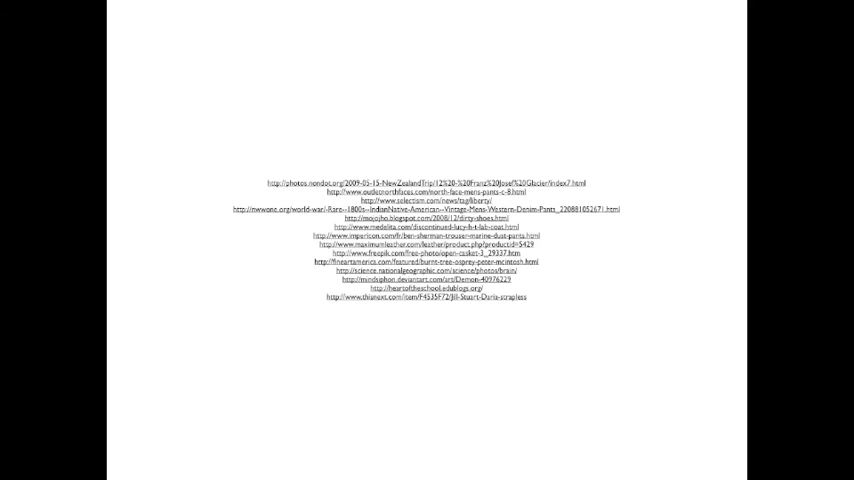 http://photos.nondot.org/2009-05-15-NewZealandTrip/12%20-%20Franz%20Josef%20Glacier/index7.html
http://www.outletnorthfaces.com/north-face-mens-pants-c-8.html
http://www.selectism.com/news/tag/liberty/
http://nwwone.org/world-war/-Rare--1800s--IndianNative-American--Vintage-Mens-Western-Denim-Pants_220881052671.html
http://mojojho.blogspot.com/2008/12/dirty-shoes.html
http://www.medelita.com/discontinued-lucy-h-t-lab-coat.html
http://www.impericon.com/fr/ben-sherman-trouser-marine-dust-pants.html
http://www.maximumleather.com/leather/product.php?productid=5429
http://www.freepik.com/free-photo/open-casket-3_29337.htm
http://fineartamerica.com/featured/burnt-tree-osprey-peter-mcintosh.html
http://science.nationalgeographic.com/science/photos/brain/
http://mindsiphon.deviantart.com/art/Demon-40976229
http://heartoftheschool.edublogs.org/
http://www.thisnext.com/item/F4535F72/Jill-Stuart-Daria-strapless